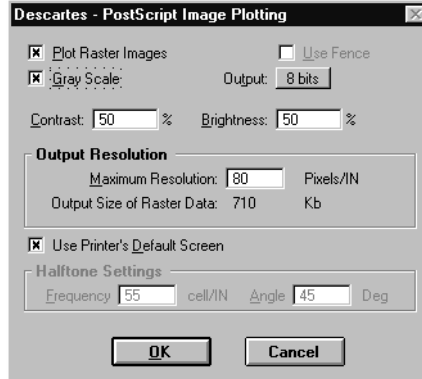 Descartes - PostScript Image Plotting
Plot Raster Images Use Fence
Gray Scale: Output: 8 bits
Contrast: 50 % Brightness: 50 %
Output Resolution
Maximum Resolution: 80 Pixels/IN
Output Size of Raster Data: 710 Kb
Use Printer's Default Screen
Halftone Settings
Frequency 55 cell/IN Angle 45 Deg
OK Cancel